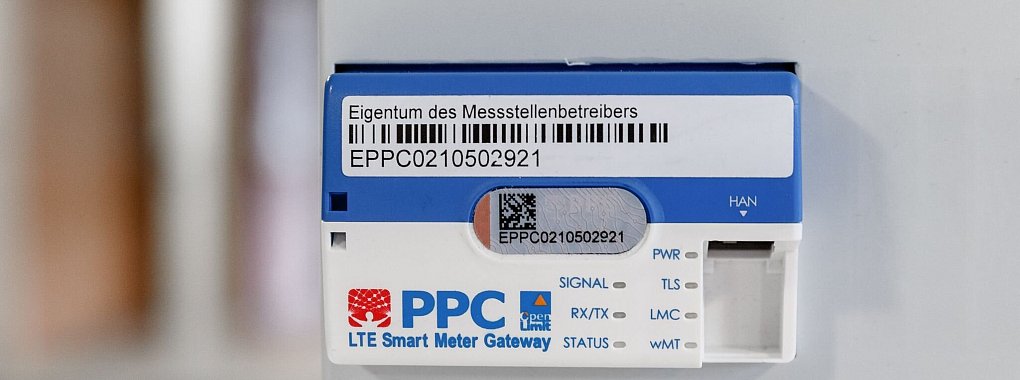 Eigentum des Messstellenbetreibers
EPPC0210502921
HAN
EPPC0210502921
PWR
SIGNAL
TLS
RX/TX
LMC
STATUS
wMT
PPC
Open
Limit
LTE Smart Meter Gateway